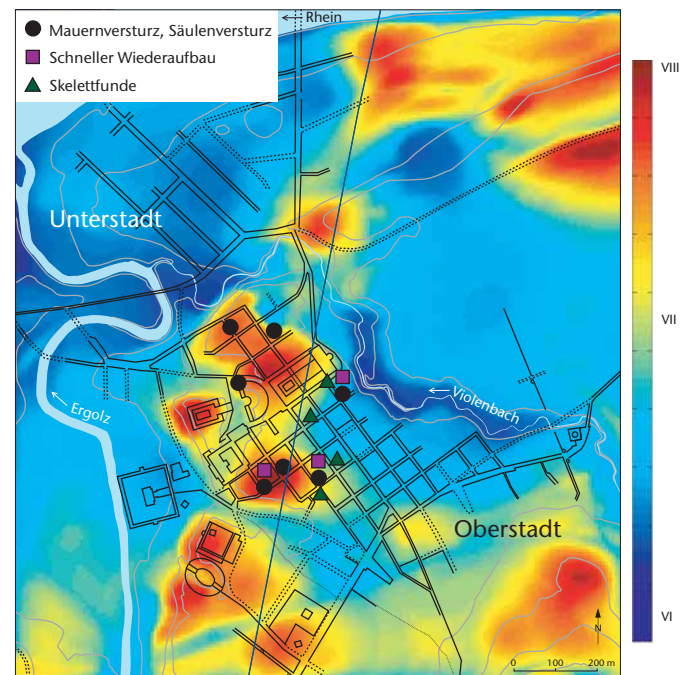 Mauernversturz, Säulenversturz
Schneller Wiederaufbau
Skelettfunde
← Rhein
VIII
Unterstadt
VII
← Violenbach
← Ergolz
Oberstadt
VI
N
0 100 200 m